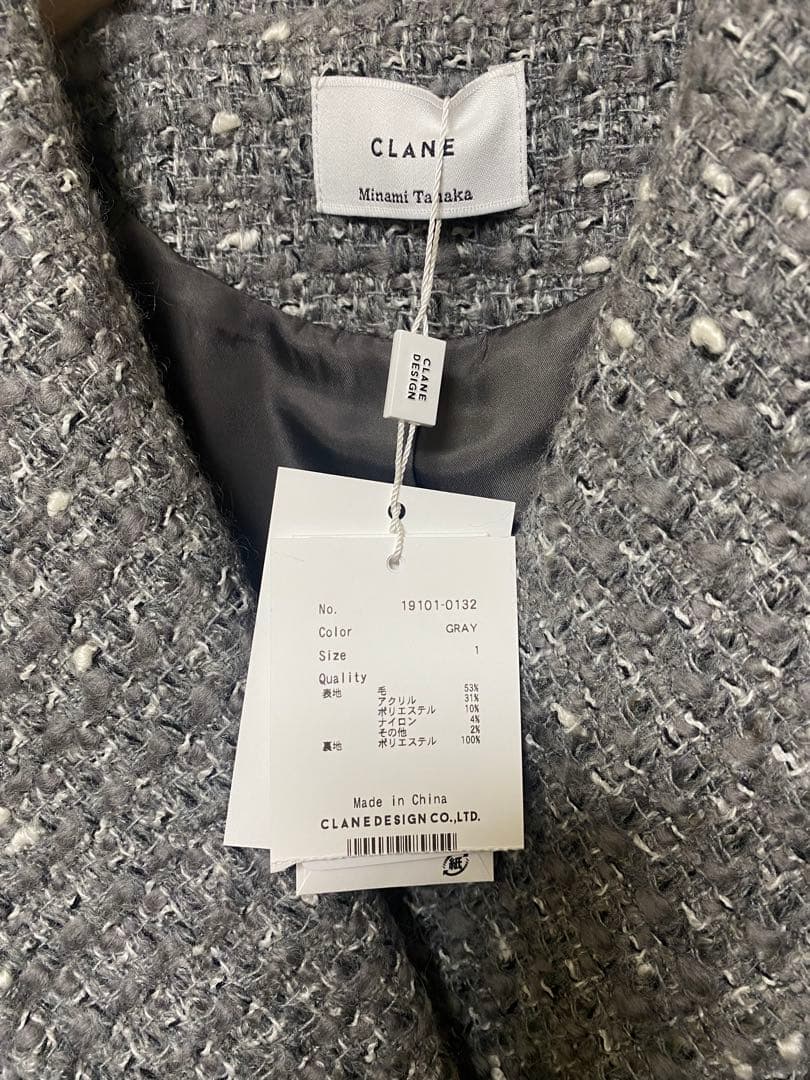 CLANE
Minami Tanaka
CLANE
DESIGN
No. 19101-0132
Color GRAY
Size 1
Quality
表地 毛 53%
アクリル 31%
ポリエステル 10%
ナイロン 4%
その他 2%
裏地 ポリエステル 100%
Made in China
CLANEDESIGN CO.,LTD.
紙